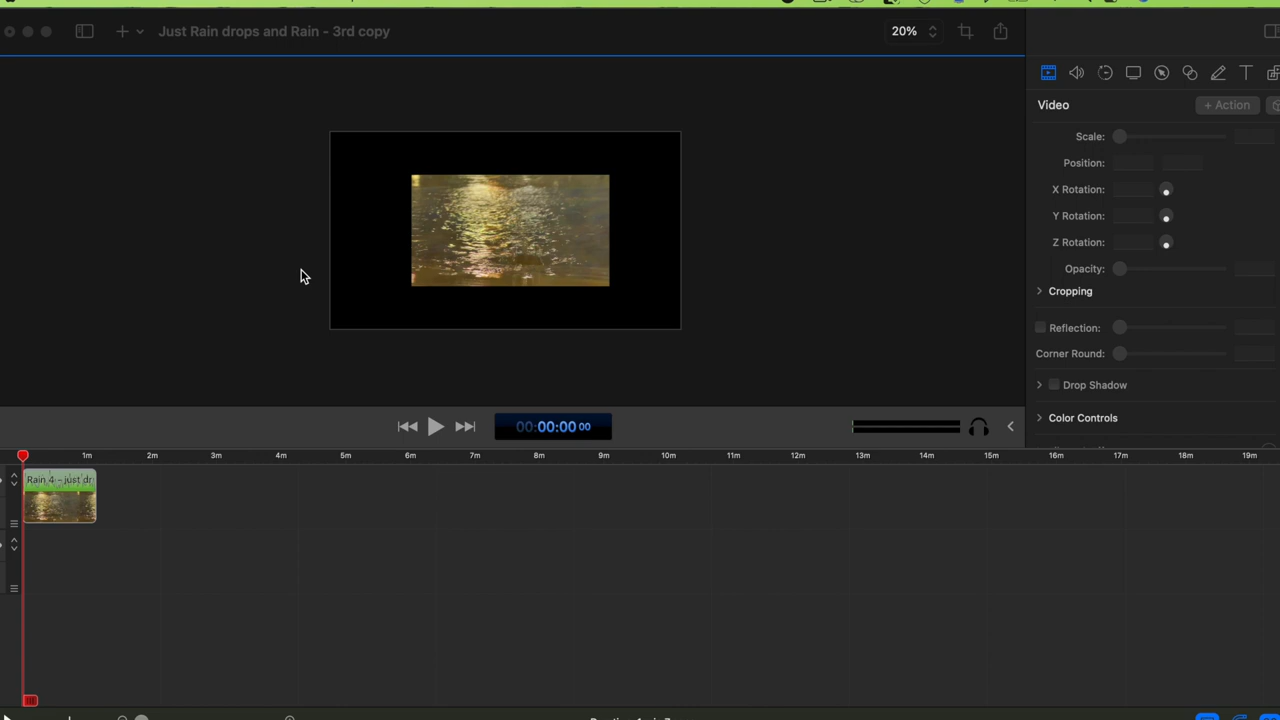 Just Rain drops and Rain - 3rd copy
20%
Video
+ Action
Scale:
Position:
X Rotation:
Y Rotation:
Z Rotation:
Opacity:
Cropping
Reflection:
Corner Round:
Drop Shadow
Color Controls
00:00:00 00
1m 2m 3m 4m 5m 6m 7m 8m 9m 10m 11m 12m 13m 14m 15m 16m 17m 18m 19m
Rain 4 - just dr